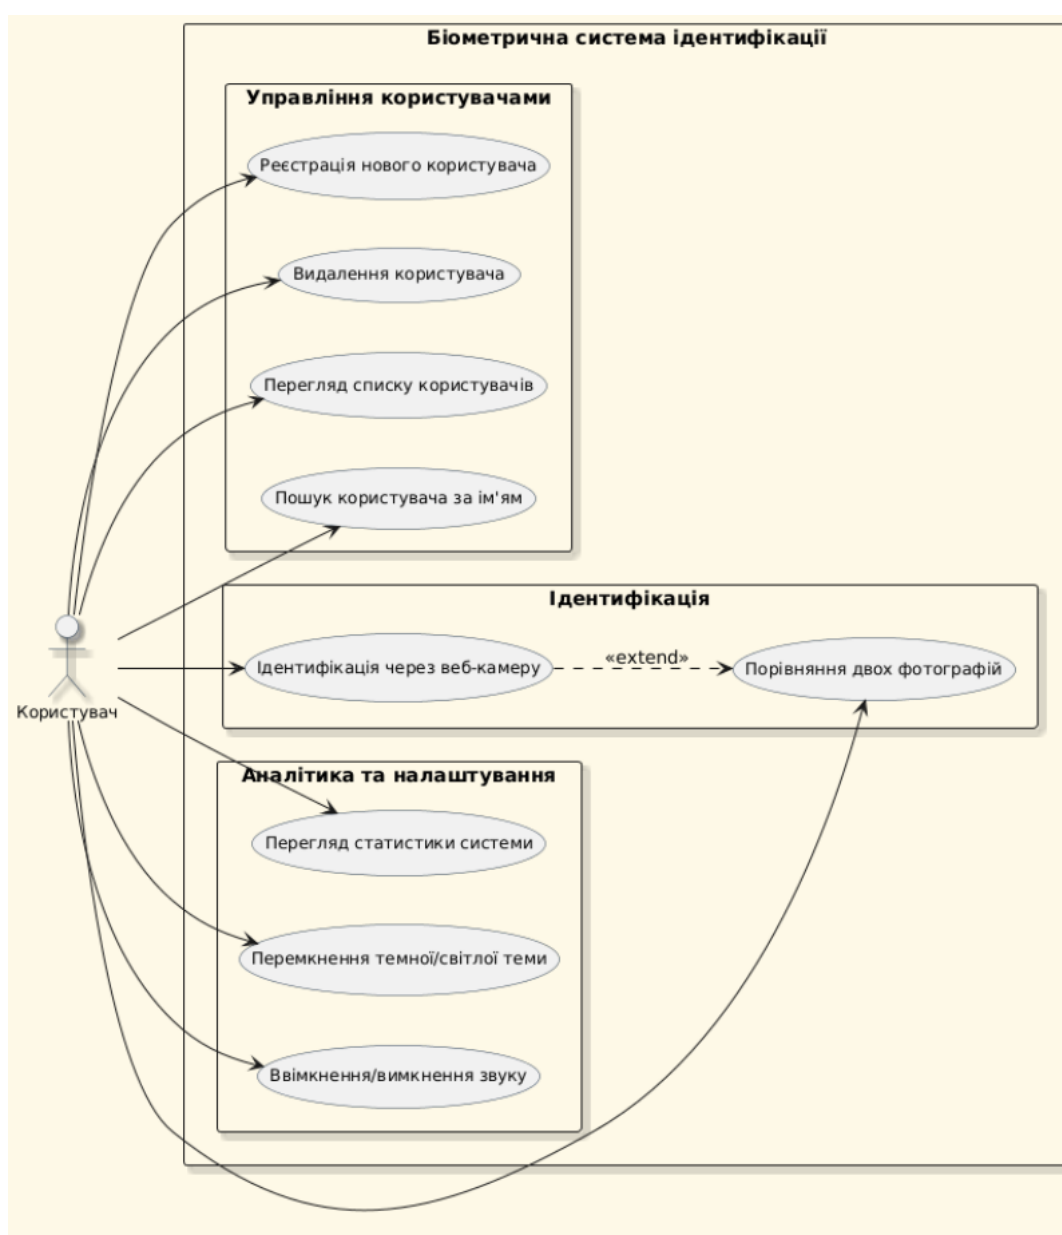 Біометрична система ідентифікації
Управління користувачами
Реєстрація нового користувача
Видалення користувача
Перегляд списку користувачів
Пошук користувача за ім'ям
Ідентифікація
Ідентифікація через веб-камеру
«extend»
Порівняння двох фотографій
Користувач
Аналітика та налаштування
Перегляд статистики системи
Перемкнення темної/світлої теми
Ввімкнення/вимкнення звуку